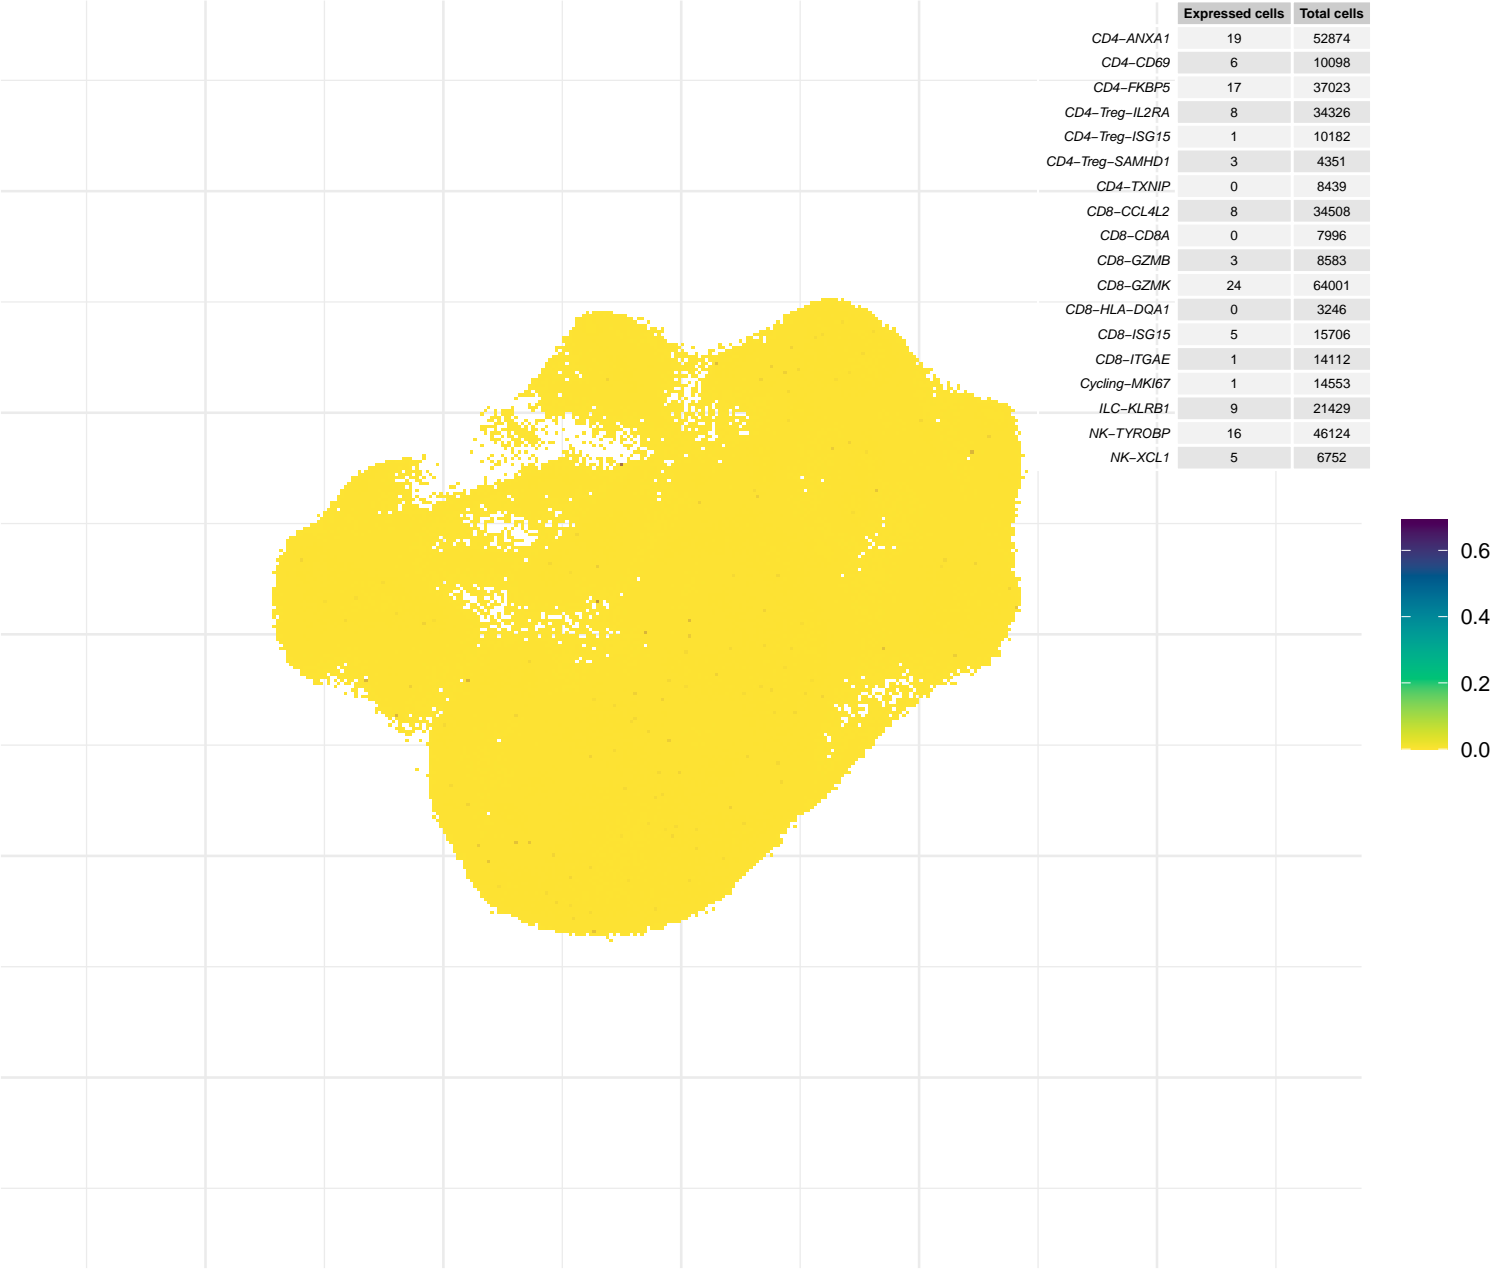 Expressed cells Total cells
CD4−ANXA1 19 52874
CD4−CD69 6 10098
CD4−FKBP5 17 37023
CD4−Treg−IL2RA 8 34326
CD4−Treg−ISG15 1 10182
CD4−Treg−SAMHD1 3 4351
CD4−TXNIP 0 8439
CD8−CCL4L2 8 34508
CD8−CD8A 0 7996
CD8−GZMB 3 8583
CD8−GZMK 24 64001
CD8−HLA−DQA1 0 3246
CD8−ISG15 5 15706
CD8−ITGAE 1 14112
Cycling−MKI67 1 14553
ILC−KLRB1 9 21429
NK−TYROBP 16 46124
NK−XCL1 5 6752
0.6
0.4
0.2
0.0